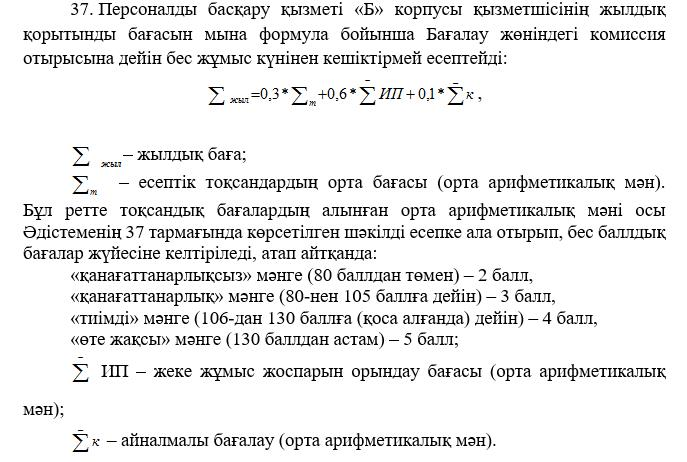 37. Персоналды басқару қызметі «Б» корпусы қызметшісінің жылдық
қорытынды бағасын мына формула бойынша Бағалау жөніндегі комиссия
отырысына дейін бес жұмыс күнінен кешіктірмей есептейді:
∑ жыл =0,3*∑ т +0,6*∑̄ ИП + 0,1*∑̄ к ,
∑ жыл – жылдық баға;
∑ т – есептік тоқсандардың орта бағасы (орта арифметикалық мән).
Бұл ретте тоқсандық бағалардың алынған орта арифметикалық мәні осы
Әдістеменің 37 тармағында көрсетілген шәкілді есепке ала отырып, бес баллдық
бағалар жүйесіне келтіріледі, атап айтқанда:
«қанағаттанарлықсыз» мәнге (80 баллдан төмен) – 2 балл,
«қанағаттанарлық» мәнге (80-нен 105 баллға дейін) – 3 балл,
«тиімді» мәнге (106-дан 130 баллға (қоса алғанда) дейін) – 4 балл,
«өте жақсы» мәнге (130 баллдан астам) – 5 балл;
∑̄ ИП – жеке жұмыс жоспарын орындау бағасы (орта арифметикалық
мән);
∑̄ к – айналмалы бағалау (орта арифметикалық мән).